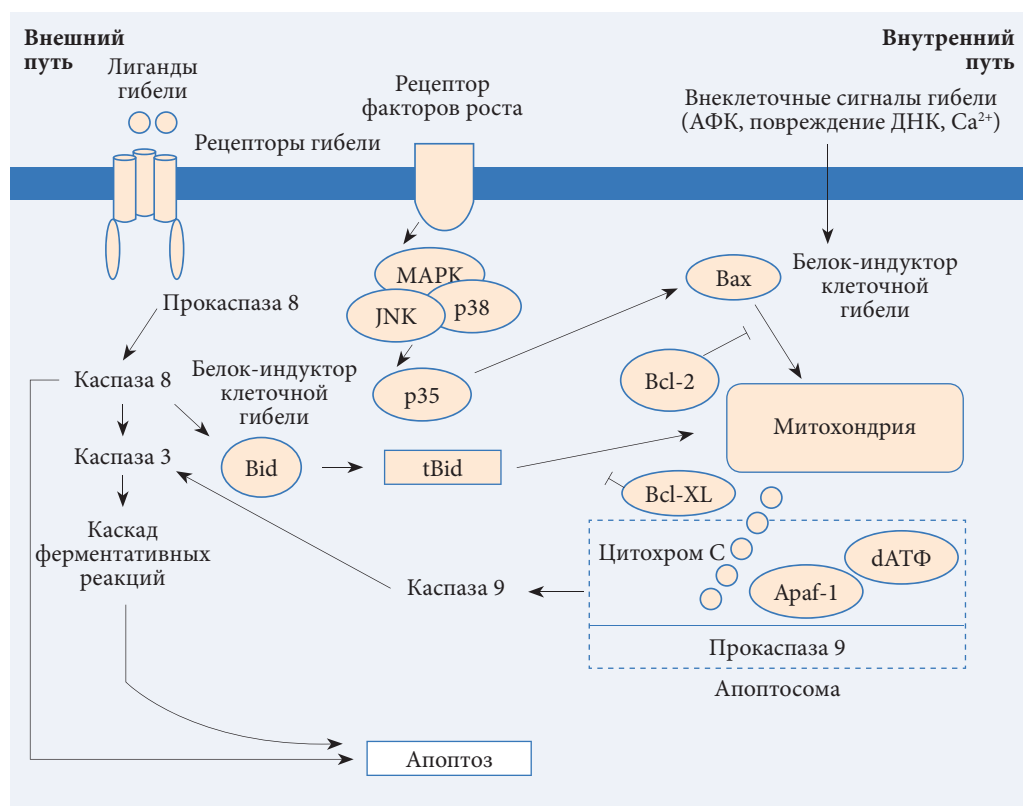 Внешний
путь
Внутренний
путь
Лиганды
гибели
Рецептор
факторов роста
Внеклеточные сигналы гибели
(АФК, повреждение ДНК, Ca²⁺)
Рецепторы гибели
MAPK
JNK
p38
p35
Bax
Белок-индуктор
клеточной
гибели
Прокаспаза 8
Каспаза 8
Белок-индуктор
клеточной
гибели
Bcl-2
Митохондрия
Каспаза 3
Bid
tBid
Bcl-XL
Каскад
ферментативных
реакций
Цитохром C
dАТФ
Apaf-1
Каспаза 9
Прокаспаза 9
Апоптосома
Апоптоз